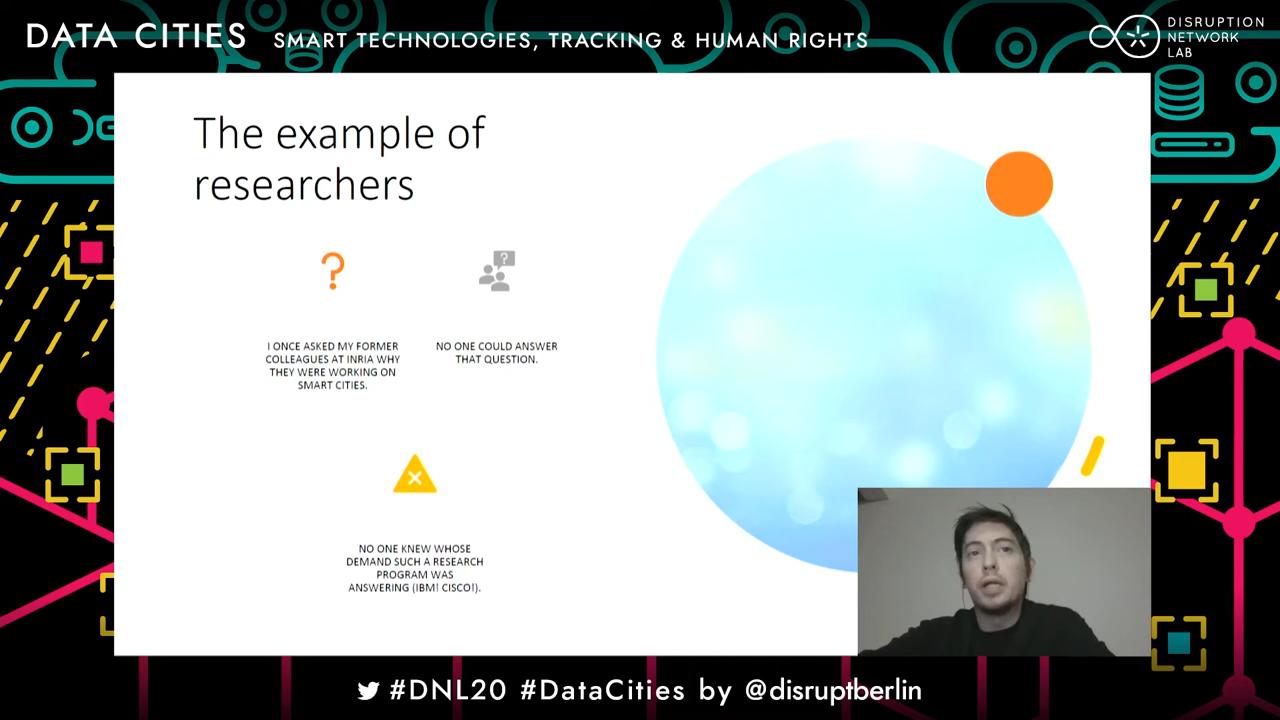 DATA CITIES SMART TECHNOLOGIES, TRACKING & HUMAN RIGHTS
DISRUPTION
NETWORK
LAB
The example of
researchers
?
?
I ONCE ASKED MY FORMER
COLLEAGUES AT INRIA WHY
THEY WERE WORKING ON
SMART CITIES.
NO ONE COULD ANSWER
THAT QUESTION.
NO ONE KNEW WHOSE
DEMAND SUCH A RESEARCH
PROGRAM WAS
ANSWERING (IBM! CISCO!).
#DNL20 #DataCities by @disruptberlin